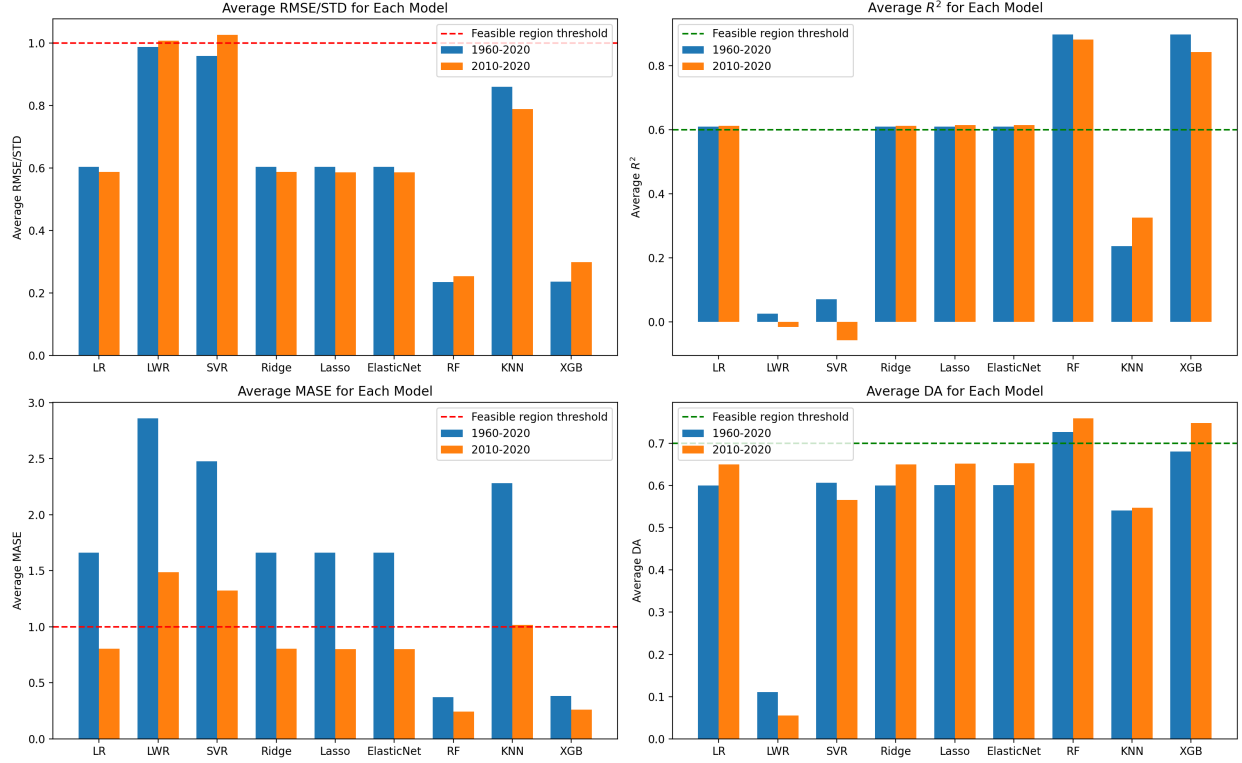 Average RMSE/STD for Each Model
Average RMSE/STD
1.0
0.8
0.6
0.4
0.2
0.0
Feasible region threshold
1960-2020
2010-2020
LR LWR SVR Ridge Lasso ElasticNet RF KNN XGB
Average R² for Each Model
Average R²
0.8
0.6
0.4
0.2
0.0
Feasible region threshold
1960-2020
2010-2020
LR LWR SVR Ridge Lasso ElasticNet RF KNN XGB
Average MASE for Each Model
Average MASE
3.0
2.5
2.0
1.5
1.0
0.5
0.0
Feasible region threshold
1960-2020
2010-2020
LR LWR SVR Ridge Lasso ElasticNet RF KNN XGB
Average DA for Each Model
Average DA
0.7
0.6
0.5
0.4
0.3
0.2
0.1
0.0
Feasible region threshold
1960-2020
2010-2020
LR LWR SVR Ridge Lasso ElasticNet RF KNN XGB